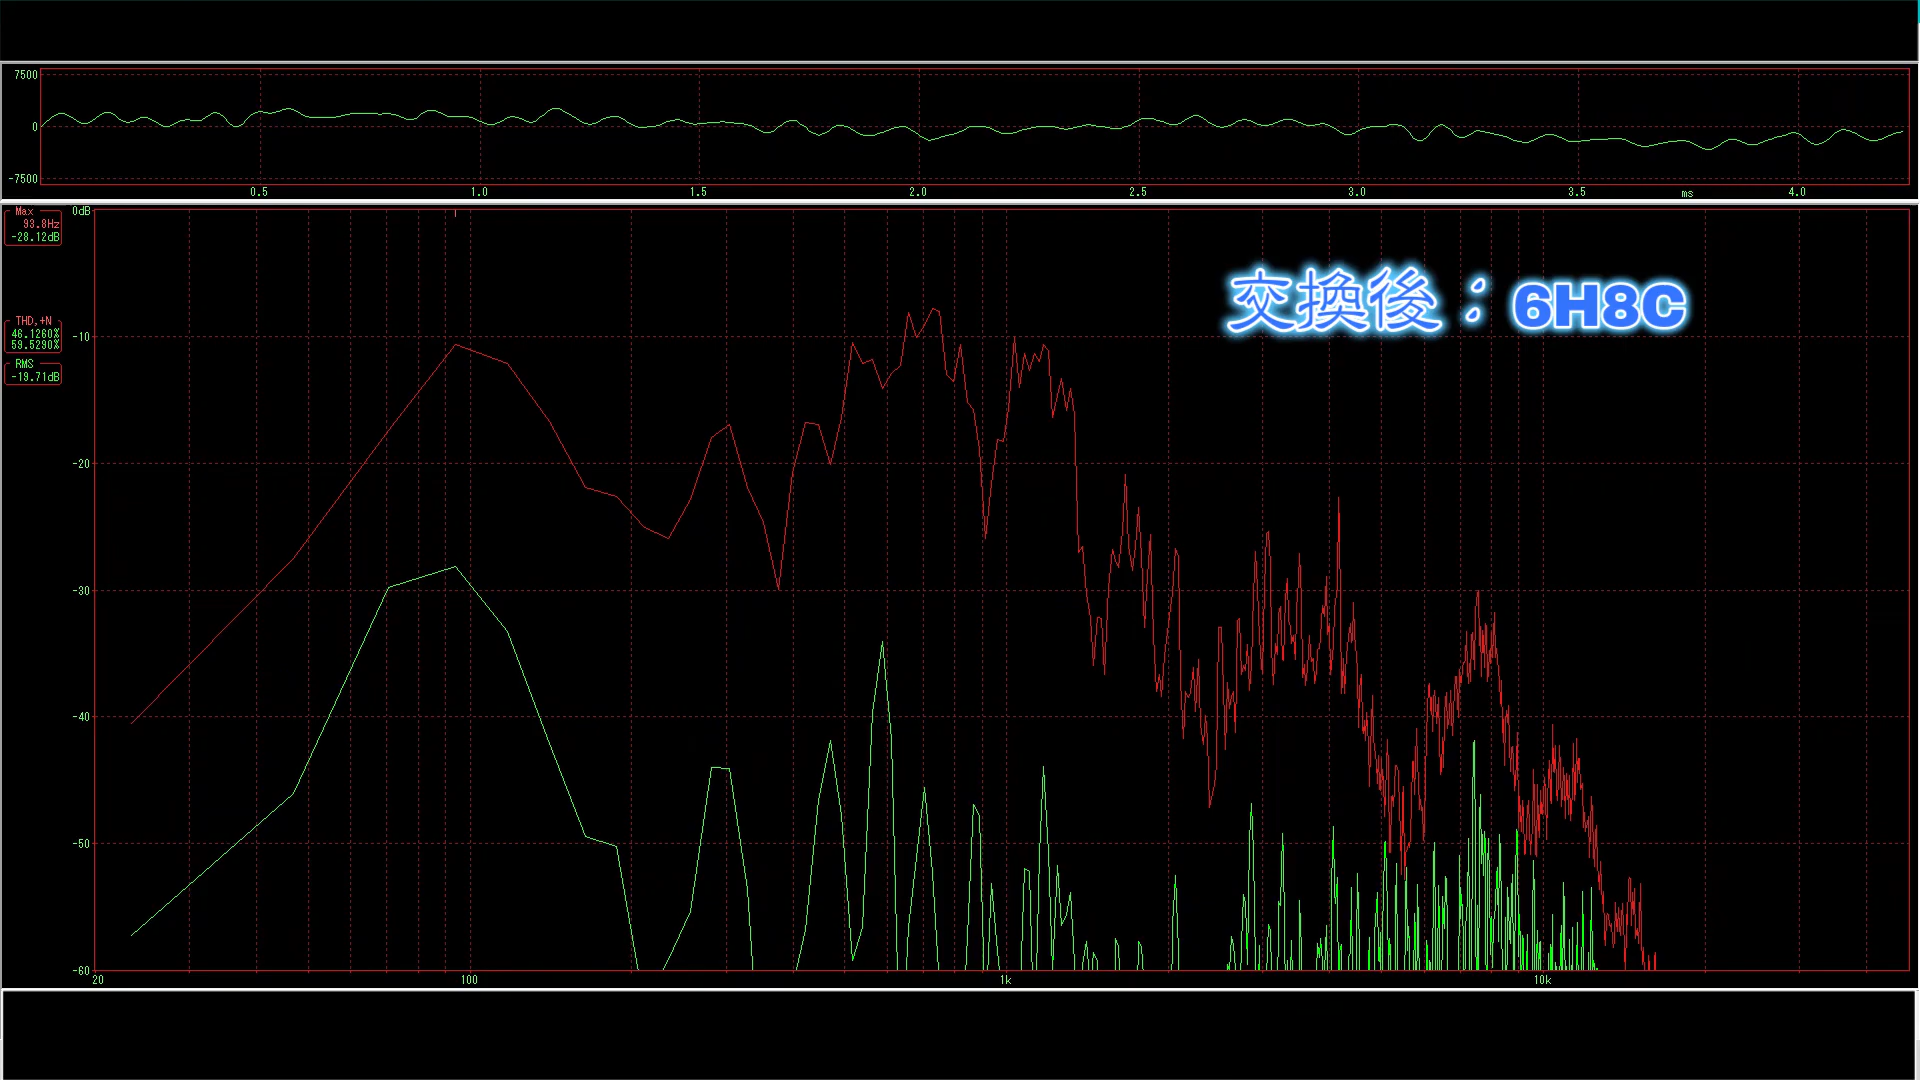 7500
0
-7500
0.5 1.0 1.5 2.0 2.5 3.0 3.5 ms 4.0
Max
93.8Hz
-28.12dB
THD,+N
46.1260%
59.5290%
RMS
-19.71dB
0dB
交換後：6H8C
-10
-20
-30
-40
-50
-60
20 100 1k 10k